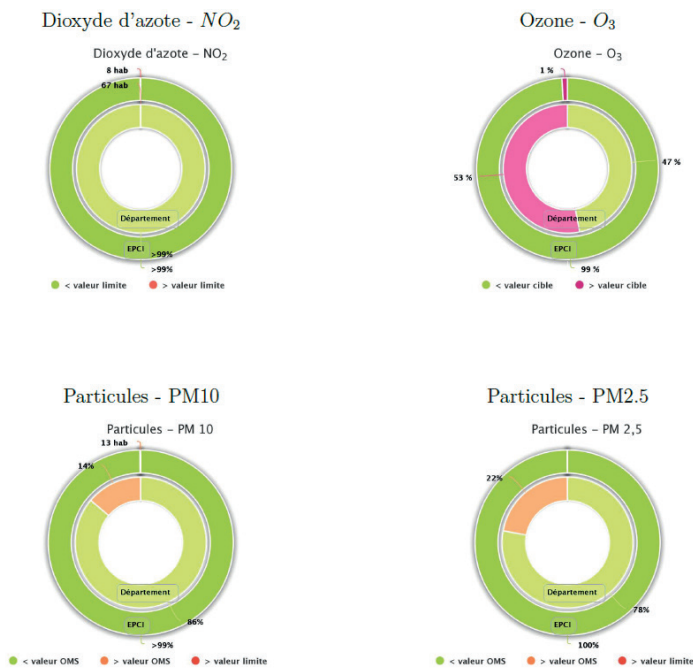 Dioxyde d'azote - NO₂
Dioxyde d'azote – NO₂
8 hab
67 hab
Département
EPCI
>99%
>99%
< valeur limite
> valeur limite
Ozone - O₃
Ozone – O₃
1 %
47 %
53 %
Département
EPCI
99 %
< valeur cible
> valeur cible
Particules - PM10
Particules – PM 10
13 hab
14%
Département
86%
EPCI
>99%
< valeur OMS
> valeur OMS
> valeur limite
Particules - PM2.5
Particules – PM 2,5
22%
Département
78%
EPCI
100%
< valeur OMS
> valeur OMS
> valeur limite